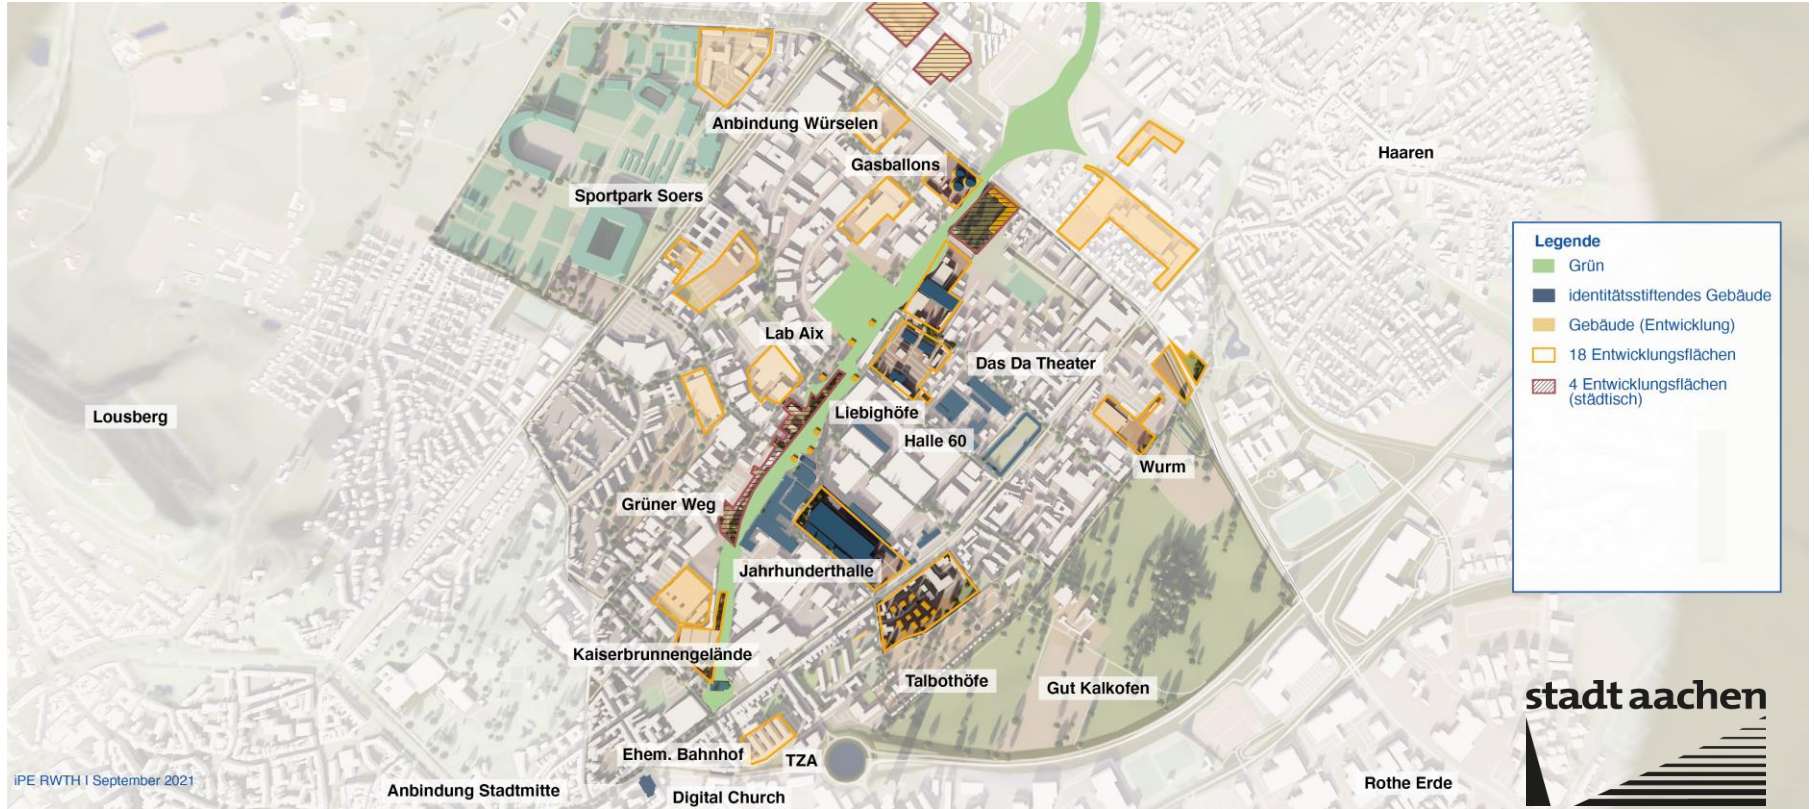 Anbindung Würselen
Haaren
Gasballons
Sportpark Soers
Legende
Grün
identitätsstiftendes Gebäude
Gebäude (Entwicklung)
18 Entwicklungsflächen
4 Entwicklungsflächen
(städtisch)
Lab Aix
Das Da Theater
Lousberg
Liebighöfe
Halle 60
Wurm
Grüner Weg
Jahrhunderthalle
Kaiserbrunnengelände
Talbothöfe
Gut Kalkofen
stadt aachen
Ehem. Bahnhof
TZA
iPE RWTH I September 2021
Anbindung Stadtmitte
Digital Church
Rothe Erde